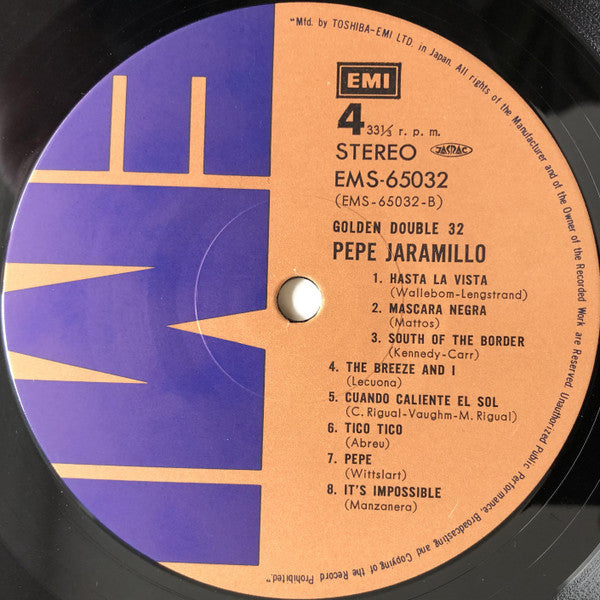 "Mfd. by TOSHIBA-EMI LTD. in Japan. All rights of the Manufacturer and of the Owner of the Recorded Work are Reserved. Unauthorized Public Performance, Broadcasting and Copying of the Record Prohibited."
EMI
4 33⅓ r. p. m.
STEREO JASRAC
EMS-65032
(EMS-65032-B)
GOLDEN DOUBLE 32
PEPE JARAMILLO
1. HASTA LA VISTA
(Wallebom-Lengstrand)
2. MASCARA NEGRA
(Mattos)
3. SOUTH OF THE BORDER
(Kennedy-Carr)
4. THE BREEZE AND I
(Lecuona)
5. CUANDO CALIENTE EL SOL
(C. Rigual-Vaughm-M. Rigual)
6. TICO TICO
(Abreu)
7. PEPE
(Wittslart)
8. IT'S IMPOSSIBLE
(Manzanera)
EMI